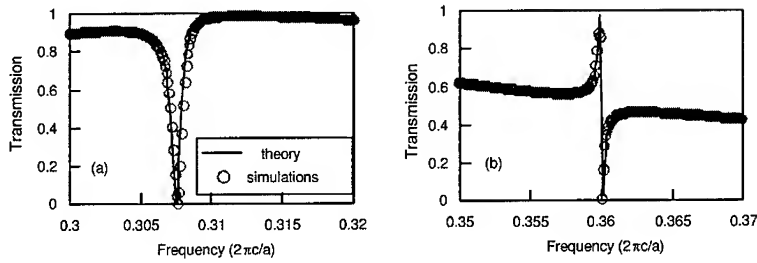 1
0.8
0.6
0.4
0.2
0
Transmission
(a)
theory
simulations
0.3 0.305 0.31 0.315 0.32
Frequency (2πc/a)
1
0.8
0.6
0.4
0.2
0
Transmission
(b)
0.35 0.355 0.36 0.365 0.37
Frequency (2πc/a)